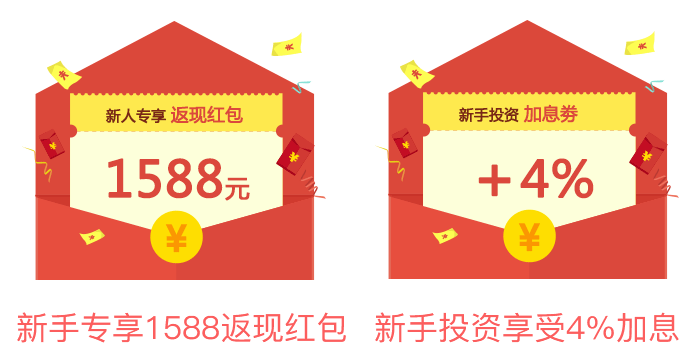 新人专享 返现红包
1588元
¥
新手专享1588返现红包
新手投资 加息券
+4%
¥
新手投资享受4%加息